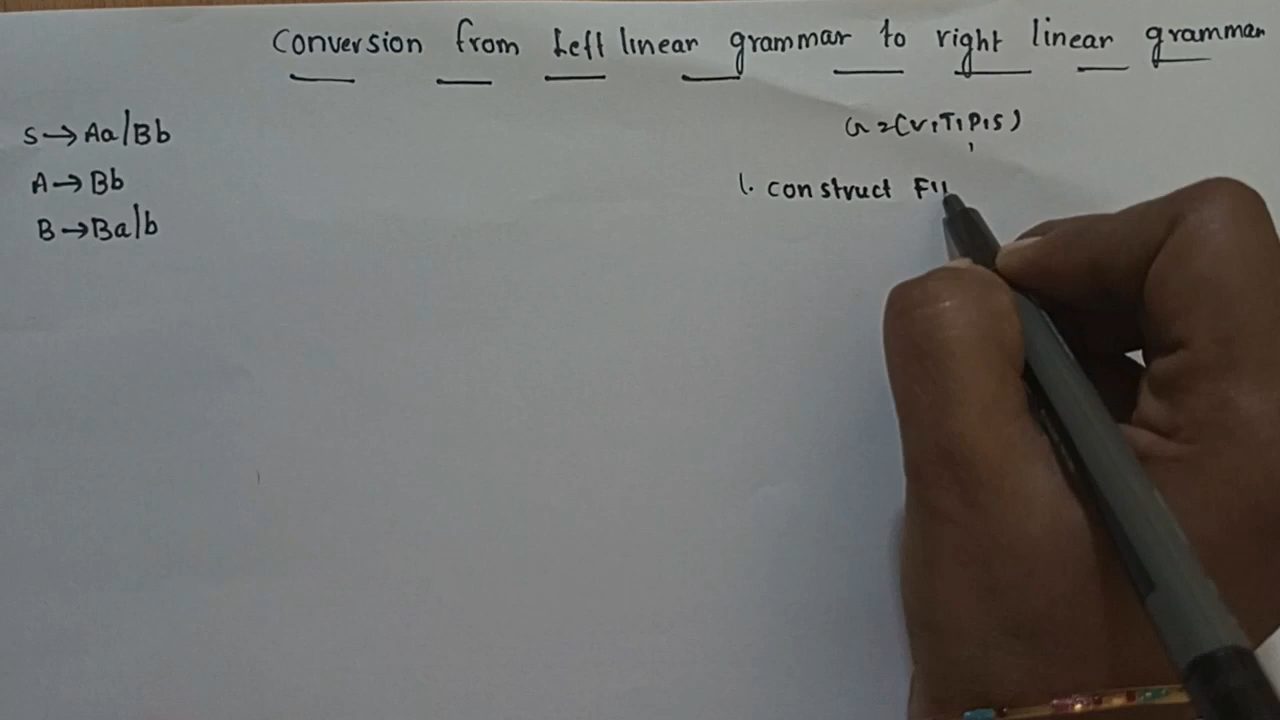 Conversion from Left linear grammar to right linear grammar
S→Aa|Bb
A→Bb
B→Ba|b
G=(V,T,P,S)
1. construct